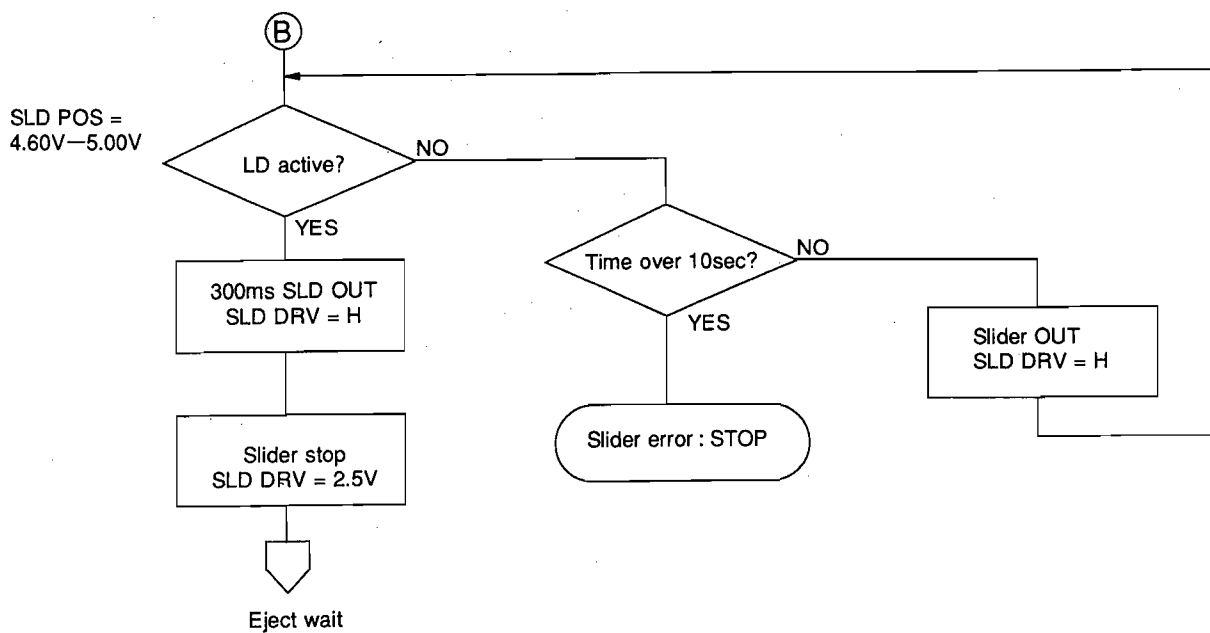 B
SLD POS =
4.60V—5.00V
LD active?
NO
YES
300ms SLD OUT
SLD DRV = H
Slider stop
SLD DRV = 2.5V
Eject wait
Time over 10sec?
NO
YES
Slider error : STOP
Slider OUT
SLD DRV = H